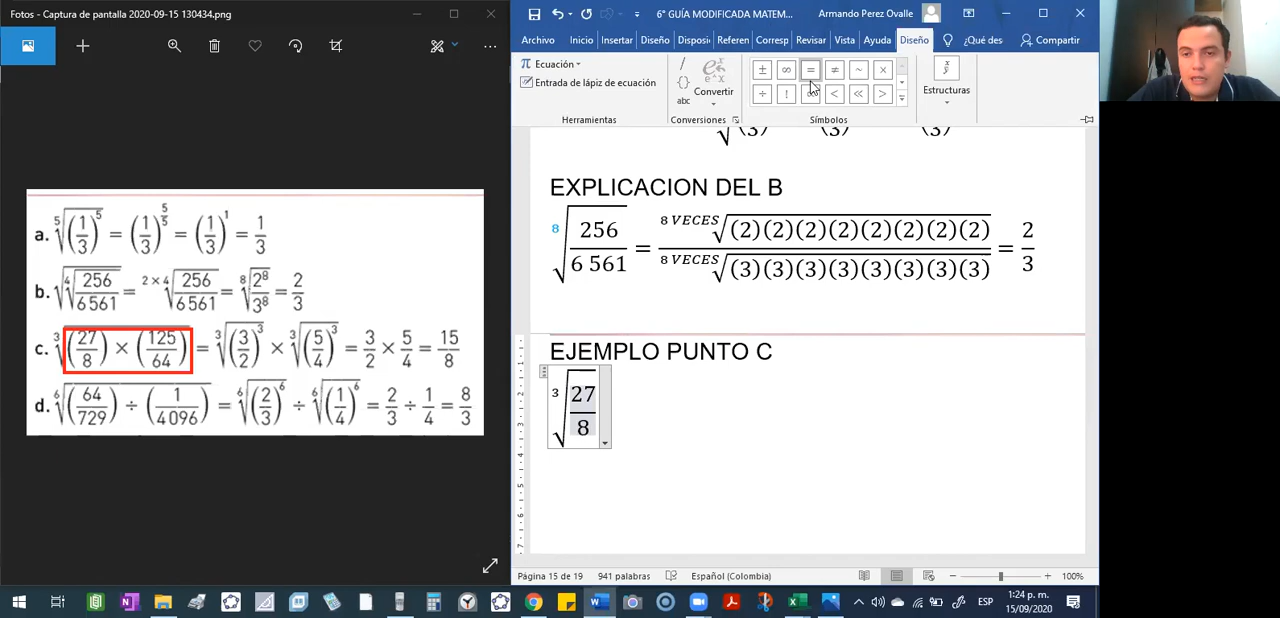 Fotos - Captura de pantalla 2020-09-15 130434.png
6° GUÍA MODIFICADA MATEM...
Armando Perez Ovalle
Archivo Inicio Insertar Diseño Disposi Referen Corresp Revisar Vista Ayuda Diseño ¿Qué des Compartir
π Ecuación
Entrada de lápiz de ecuación
Herramientas
/ {} abc
eˣ Convertir
Conversiones
± ∞ = ≠ ~ ×
÷ ! < ≪ >
Símbolos
x/y Estructuras
√(3) (3) (3)
EXPLICACION DEL B
⁸√(256/6 561) = ⁸ ⱽᴱᶜᴱˢ√(2)(2)(2)(2)(2)(2)(2)(2) / ⁸ ⱽᴱᶜᴱˢ√(3)(3)(3)(3)(3)(3)(3)(3) = 2/3
EJEMPLO PUNTO C
³√(27/8)
a. ⁵√(1/3)⁵ = (1/3)^(5/5) = (1/3)¹ = 1/3
b. √⁴√(256/6561) = ²ˣ⁴√(256/6561) = ⁸√(2⁸/3⁸) = 2/3
c. ³√((27/8) × (125/64)) = ³√(3/2)³ × ³√(5/4)³ = 3/2 × 5/4 = 15/8
d. ⁶√((64/729) ÷ (1/4096)) = ⁶√(2/3)⁶ ÷ ⁶√(1/4)⁶ = 2/3 ÷ 1/4 = 8/3
Página 15 de 19 941 palabras Español (Colombia) 100%
ESP
1:24 p. m.
15/09/2020